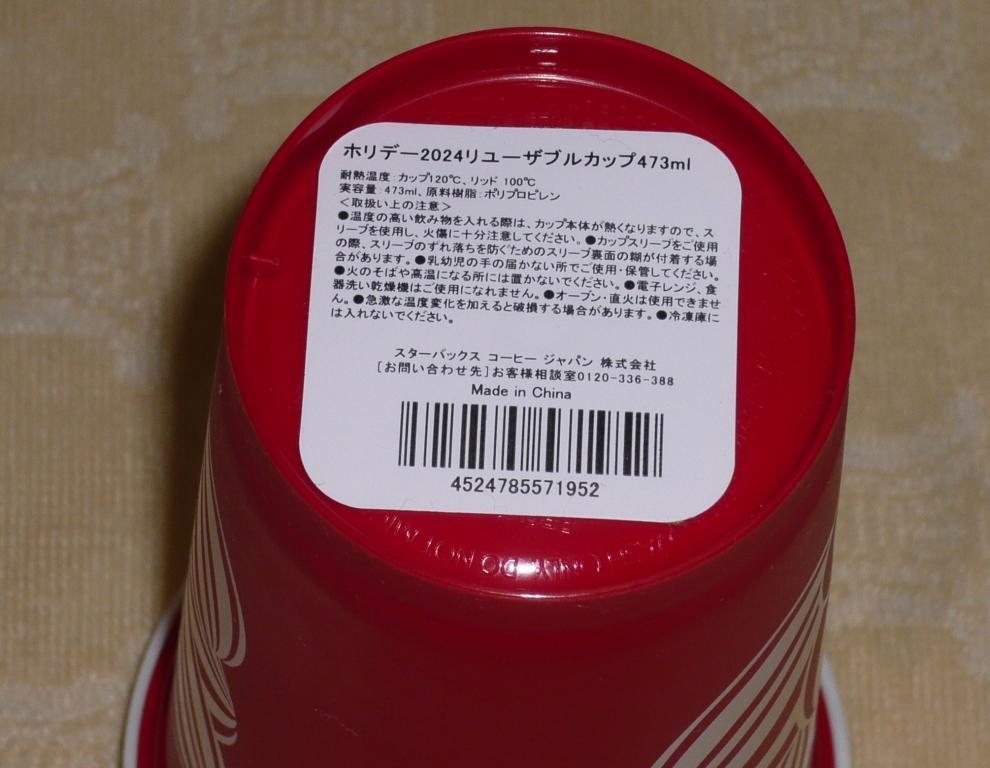 ホリデー2024リユーザブルカップ473ml
耐熱温度:カップ120℃、リッド 100℃
実容量:473ml、原料樹脂:ポリプロピレン
＜取扱い上の注意＞
●温度の高い飲み物を入れる際は、カップ本体が熱くなりますので、ス
リーブを使用し、火傷に十分注意してください。●カップスリーブをご使用
の際、スリーブのずれ落ちを防ぐためのスリーブ裏面の糊が付着する場
合があります。●乳幼児の手の届かない所でご使用・保管してください。
●火のそばや高温になる所には置かないでください。●電子レンジ、食
器洗い乾燥機はご使用になれません。●オーブン・直火は使用できませ
ん。●急激な温度変化を加えると破損する場合があります。●冷凍庫に
は入れないでください。
スターバックス コーヒー ジャパン 株式会社
[お問い合わせ先]お客様相談室0120-336-388
Made in China
4524785571952
DO NOT